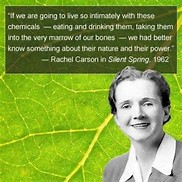 “If we are going to live so intimately with these
chemicals — eating and drinking them, taking them
into the very marrow of our bones — we had better
know something about their nature and their power.”
— Rachel Carson in Silent Spring, 1962